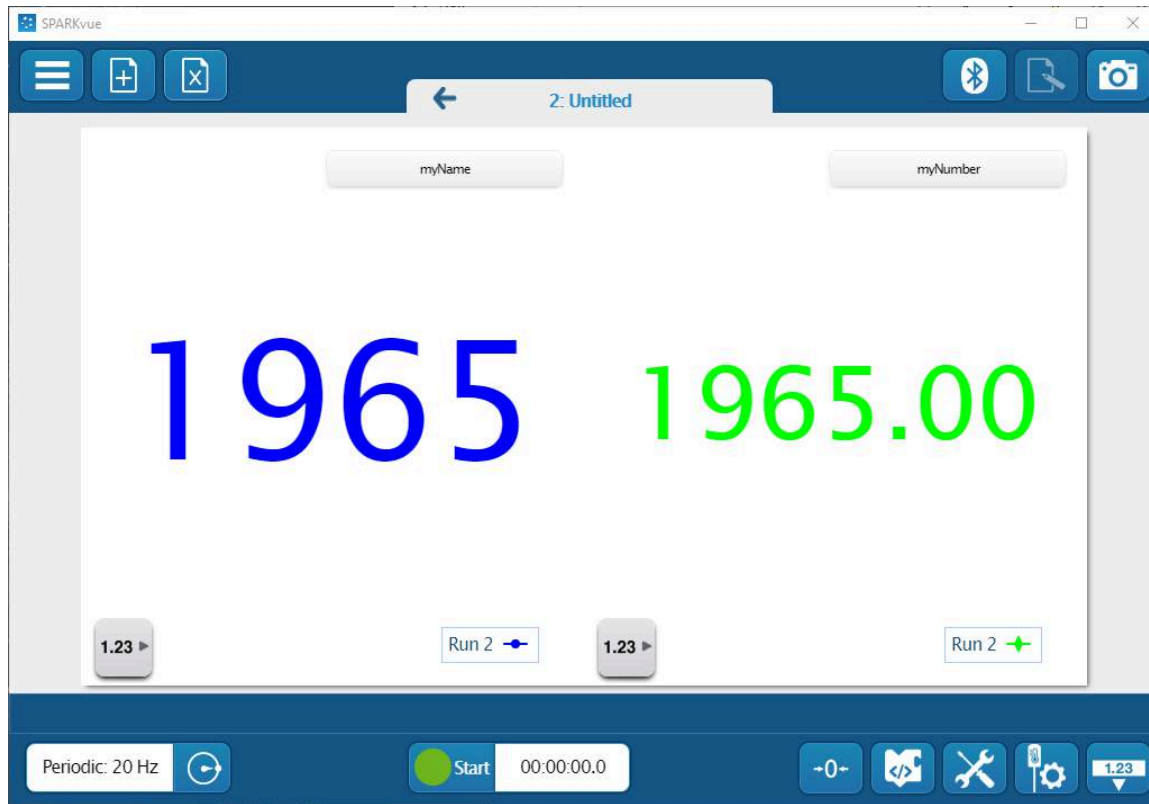 SPARKvue
2: Untitled
myName
myNumber
1965
1965.00
1.23
Run 2
1.23
Run 2
Periodic: 20 Hz
Start
00:00:00.0
→0←
</>
1.23